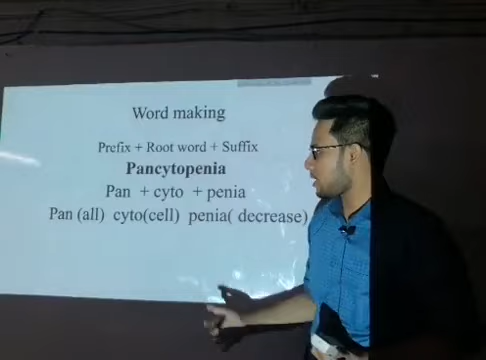 Word making
Prefix + Root word + Suffix
Pancytopenia
Pan + cyto + penia
Pan (all) cyto(cell) penia( decrease)